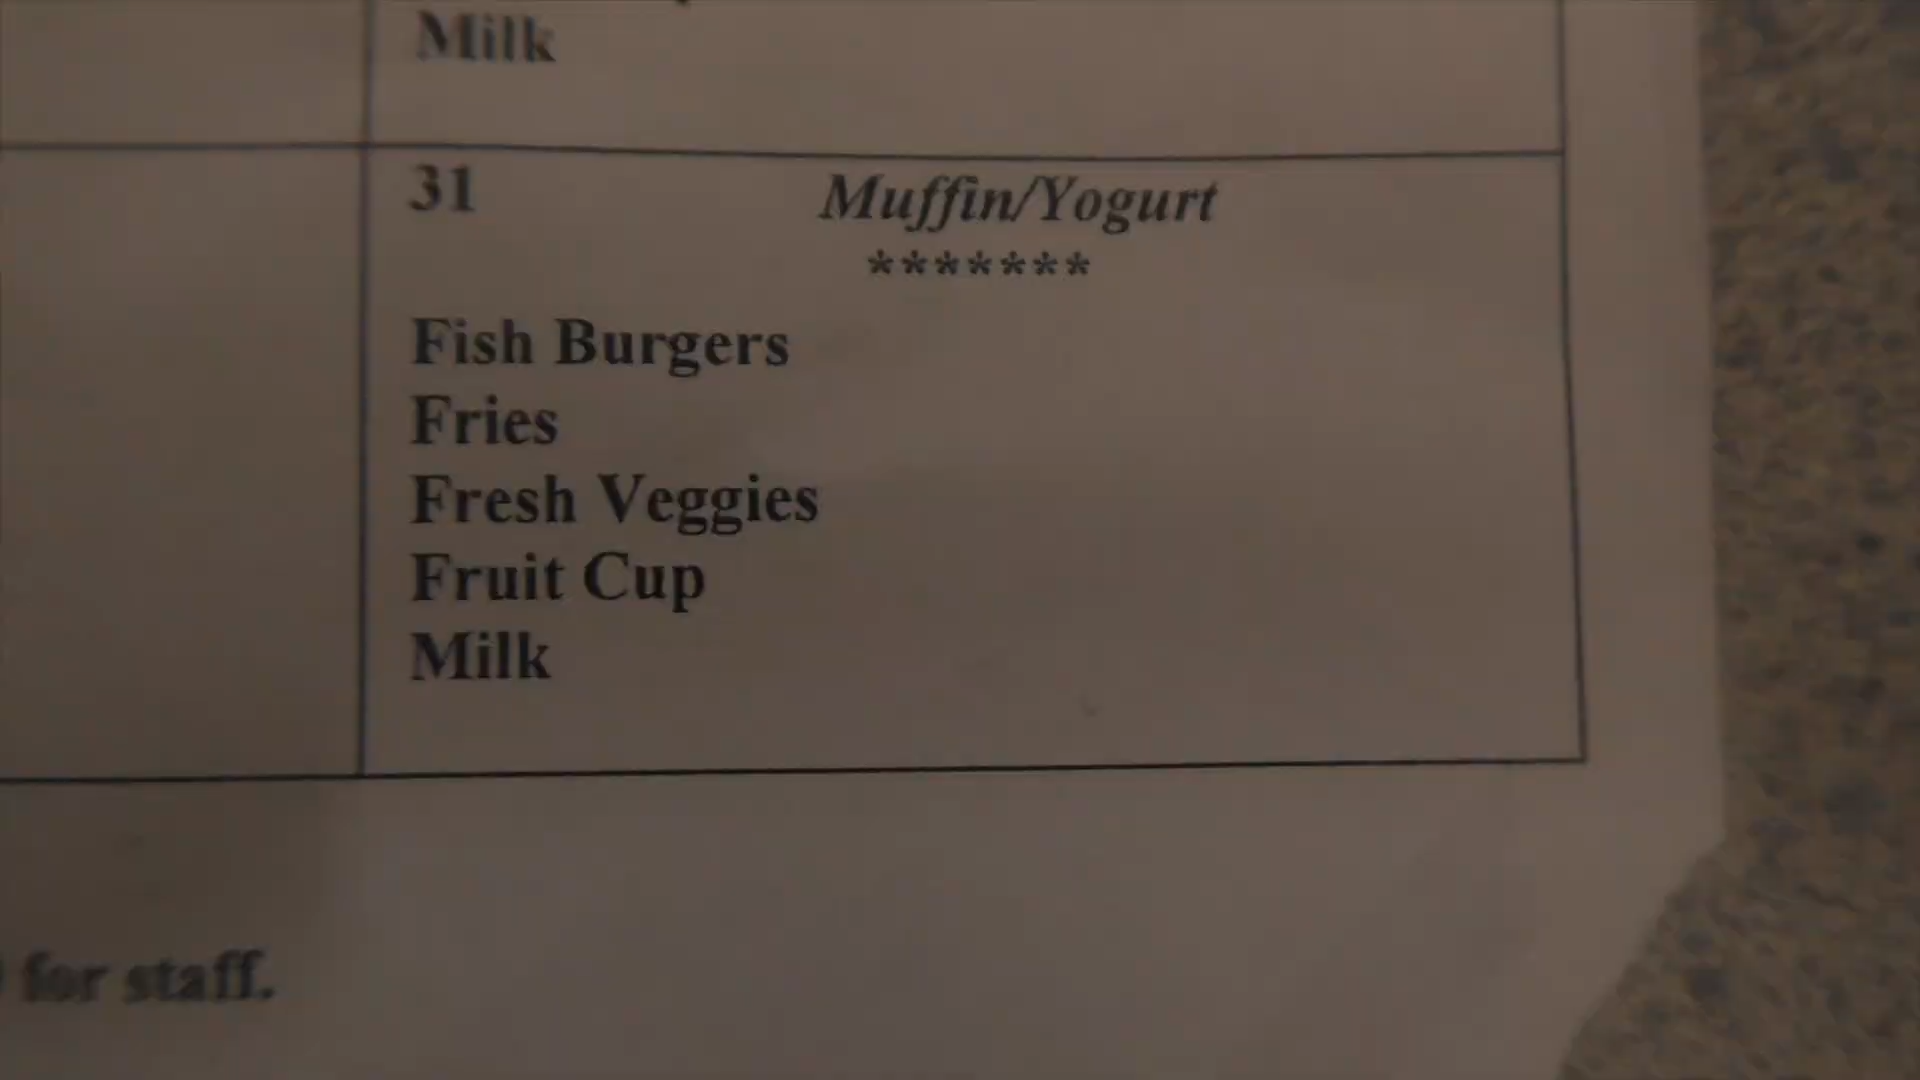 Milk
31 Muffin/Yogurt
*******
Fish Burgers
Fries
Fresh Veggies
Fruit Cup
Milk
for staff.